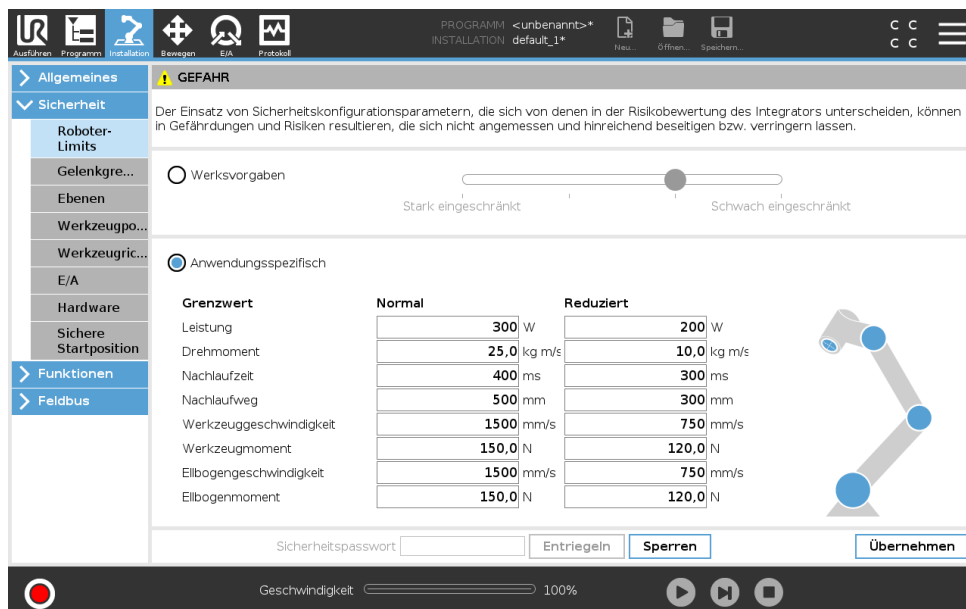 UR
PROGRAMM <unbenannt>*
INSTALLATION default_1*
Ausführen Programm Installation Bewegen E/A Protokoll
Neu... Öffnen... Speichern...
C C
C C
Allgemeines
Sicherheit
Roboter-
Limits
Gelenkgre...
Ebenen
Werkzeugpo...
Werkzeugric...
E/A
Hardware
Sichere
Startposition
Funktionen
Feldbus
GEFAHR
Der Einsatz von Sicherheitskonfigurationsparametern, die sich von denen in der Risikobewertung des Integrators unterscheiden, können
in Gefährdungen und Risiken resultieren, die sich nicht angemessen und hinreichend beseitigen bzw. verringern lassen.
Werksvorgaben
Stark eingeschränkt Schwach eingeschränkt
Anwendungsspezifisch
Grenzwert Normal Reduziert
Leistung 300 W 200 W
Drehmoment 25,0 kg m/s 10,0 kg m/s
Nachlaufzeit 400 ms 300 ms
Nachlaufweg 500 mm 300 mm
Werkzeuggeschwindigkeit 1500 mm/s 750 mm/s
Werkzeugmoment 150,0 N 120,0 N
Ellbogengeschwindigkeit 1500 mm/s 750 mm/s
Ellbogenmoment 150,0 N 120,0 N
Sicherheitspasswort Entriegeln Sperren Übernehmen
Geschwindigkeit 100%